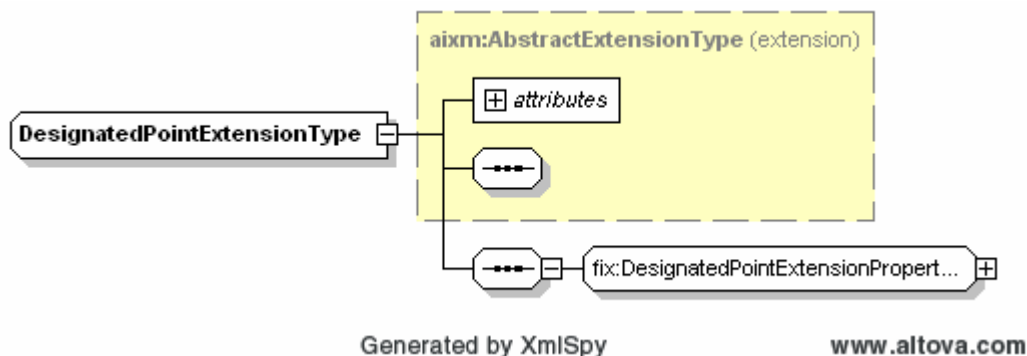 aixm:AbstractExtensionType (extension)
attributes
DesignatedPointExtensionType
fix:DesignatedPointExtensionPropert...
Generated by XmlSpy
www.altova.com